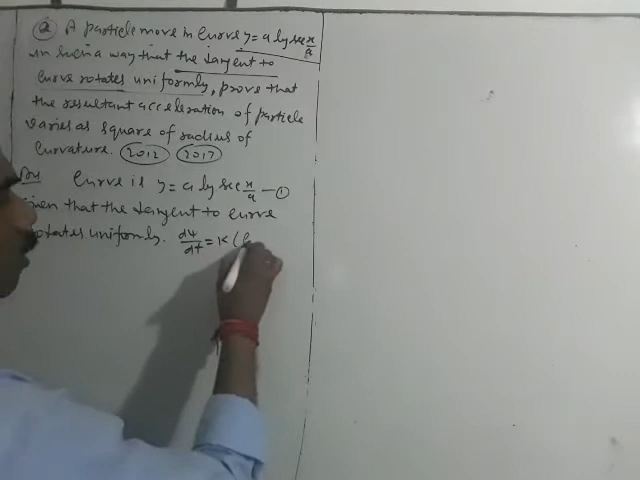 Q. A particle move in curve y = a log sec x/a
in such a way that the tangent to
curve rotates uniformly, prove that
the resultant acceleration of particle
varies as square of radius of
curvature. 2012 2017
Curve is y = a log sec x/a — ①
given that the tangent to curve
rotates uniformly. dψ/dt = K (